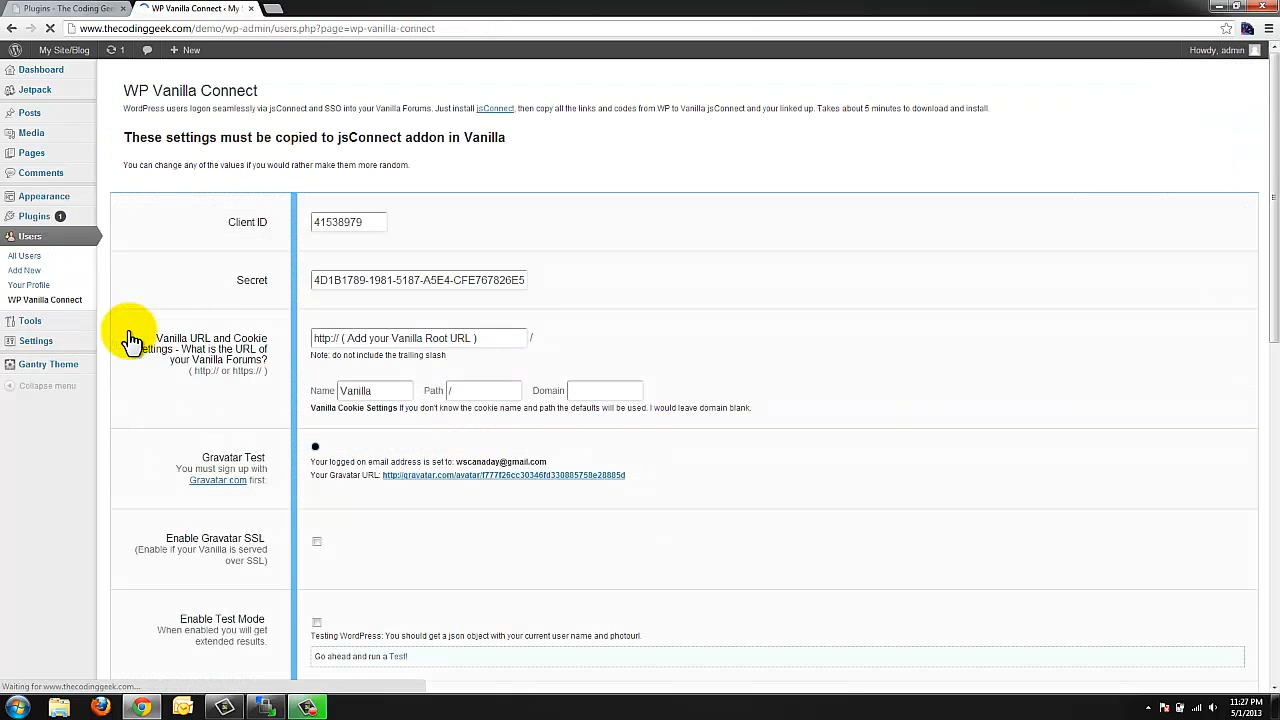 Plugins - The Coding Geek
WP Vanilla Connect ‹ My S
www.thecodinggeek.com/demo/wp-admin/users.php?page=wp-vanilla-connect
My Site/Blog
1
New
Howdy, admin
Dashboard
Jetpack
Posts
Media
Pages
Comments
Appearance
Plugins 1
Users
All Users
Add New
Your Profile
WP Vanilla Connect
Tools
Settings
Gantry Theme
Collapse menu
WP Vanilla Connect
WordPress users logon seamlessly via jsConnect and SSO into your Vanilla Forums. Just install jsConnect, then copy all the links and codes from WP to Vanilla jsConnect and your linked up. Takes about 5 minutes to download and install.
These settings must be copied to jsConnect addon in Vanilla
You can change any of the values if you would rather make them more random.
Client ID
41538979
Secret
4D1B1789-1981-5187-A5E4-CFE767826E5
Vanilla URL and Cookie
ettings - What is the URL of
your Vanilla Forums?
( http:// or https:// )
http:// ( Add your Vanilla Root URL ) /
Note: do not include the trailing slash
Name Vanilla Path / Domain
Vanilla Cookie Settings If you don't know the cookie name and path the defaults will be used. I would leave domain blank.
Gravatar Test
You must sign up with
Gravatar.com first.
Your logged on email address is set to: wscanaday@gmail.com
Your Gravatar URL: http://gravatar.com/avatar/f777f26cc30346fd330885758e28885d
Enable Gravatar SSL
(Enable if your Vanilla is served
over SSL)
Enable Test Mode
When enabled you will get
extended results.
Testing WordPress: You should get a json object with your current user name and photourl.
Go ahead and run a Test!
Waiting for www.thecodinggeek.com...
11:27 PM
5/1/2013